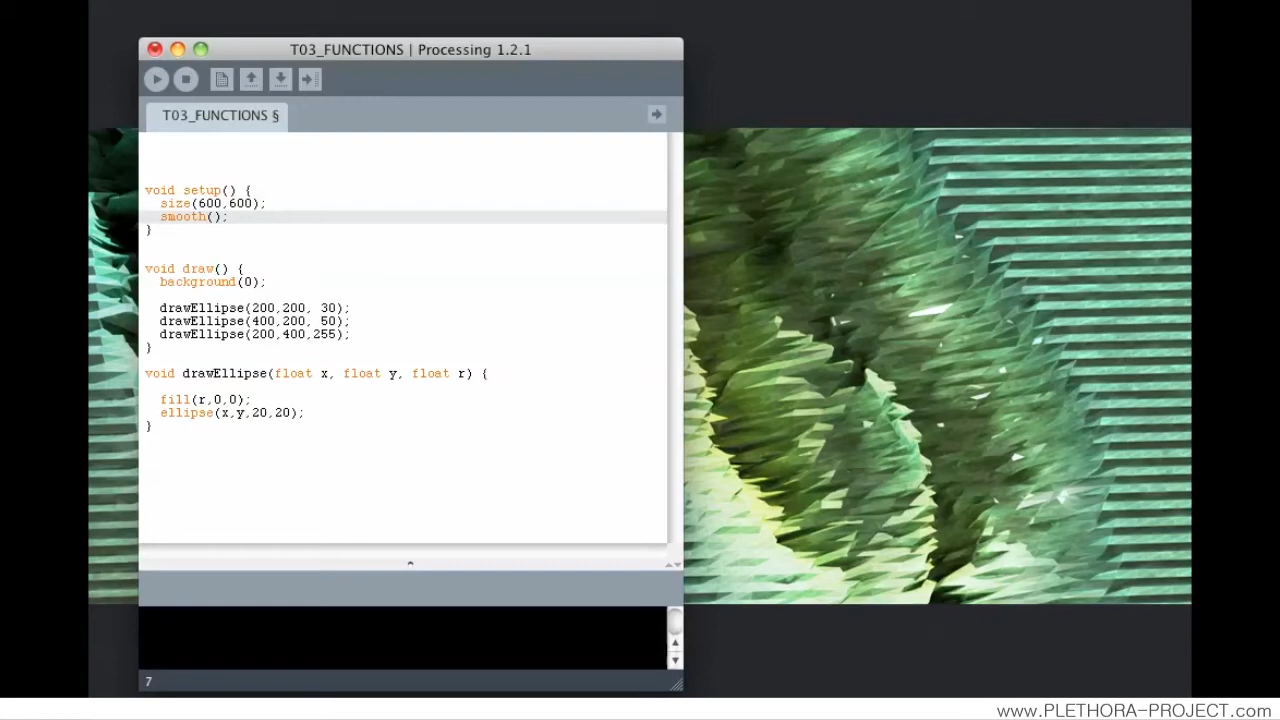 T03_FUNCTIONS | Processing 1.2.1
T03_FUNCTIONS §
void setup() {
  size(600,600);
  smooth();
}
void draw() {
  background(0);
  drawEllipse(200,200, 30);
  drawEllipse(400,200, 50);
  drawEllipse(200,400,255);
}
void drawEllipse(float x, float y, float r) {
  fill(r,0,0);
  ellipse(x,y,20,20);
}
7
www.PLETHORA-PROJECT.com